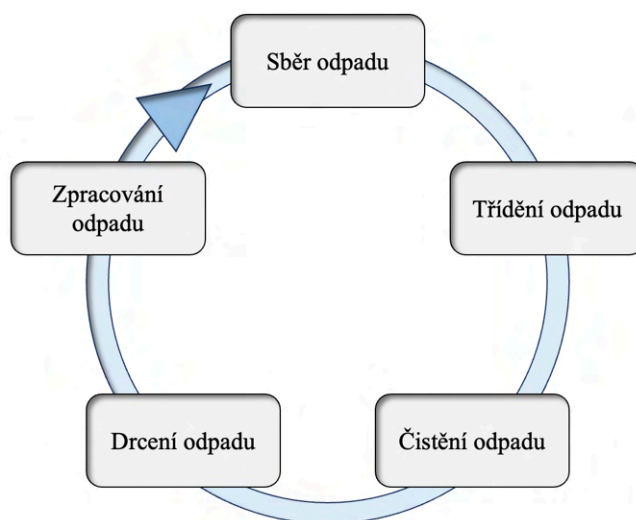 Sběr odpadu
Třídění odpadu
Čistění odpadu
Drcení odpadu
Zpracování
odpadu